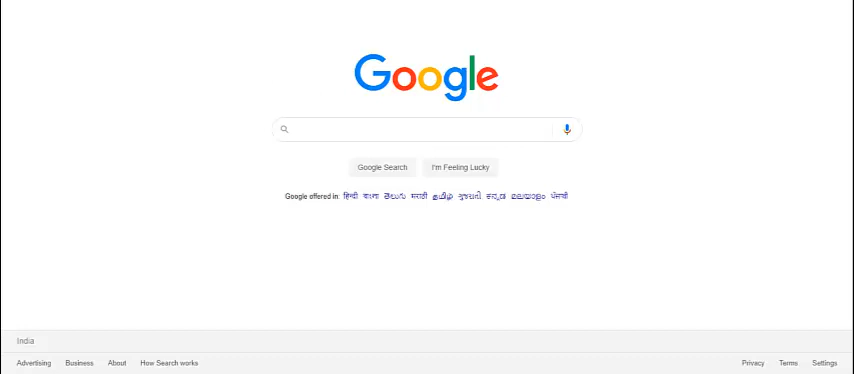 Google
Google Search I'm Feeling Lucky
Google offered in: हिन्दी বাংলা తెలుగు मराठी தமிழ் ગુજરાતી ಕನ್ನಡ മലയാളം ਪੰਜਾਬੀ
India
Advertising Business About How Search works Privacy Terms Settings